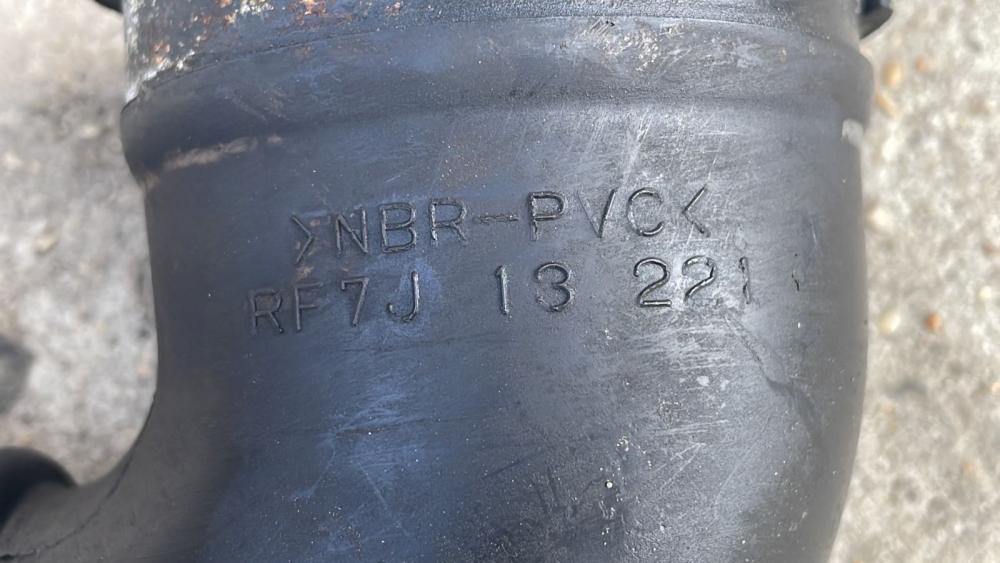 >NBR-PVC<
RF7J 13 221